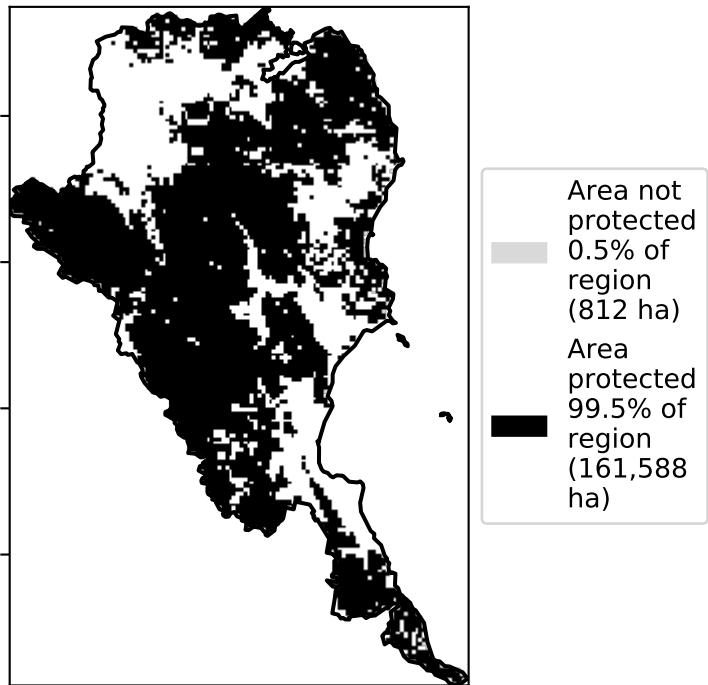 Area not
protected
0.5% of
region
(812 ha)
Area
protected
99.5% of
region
(161,588
ha)